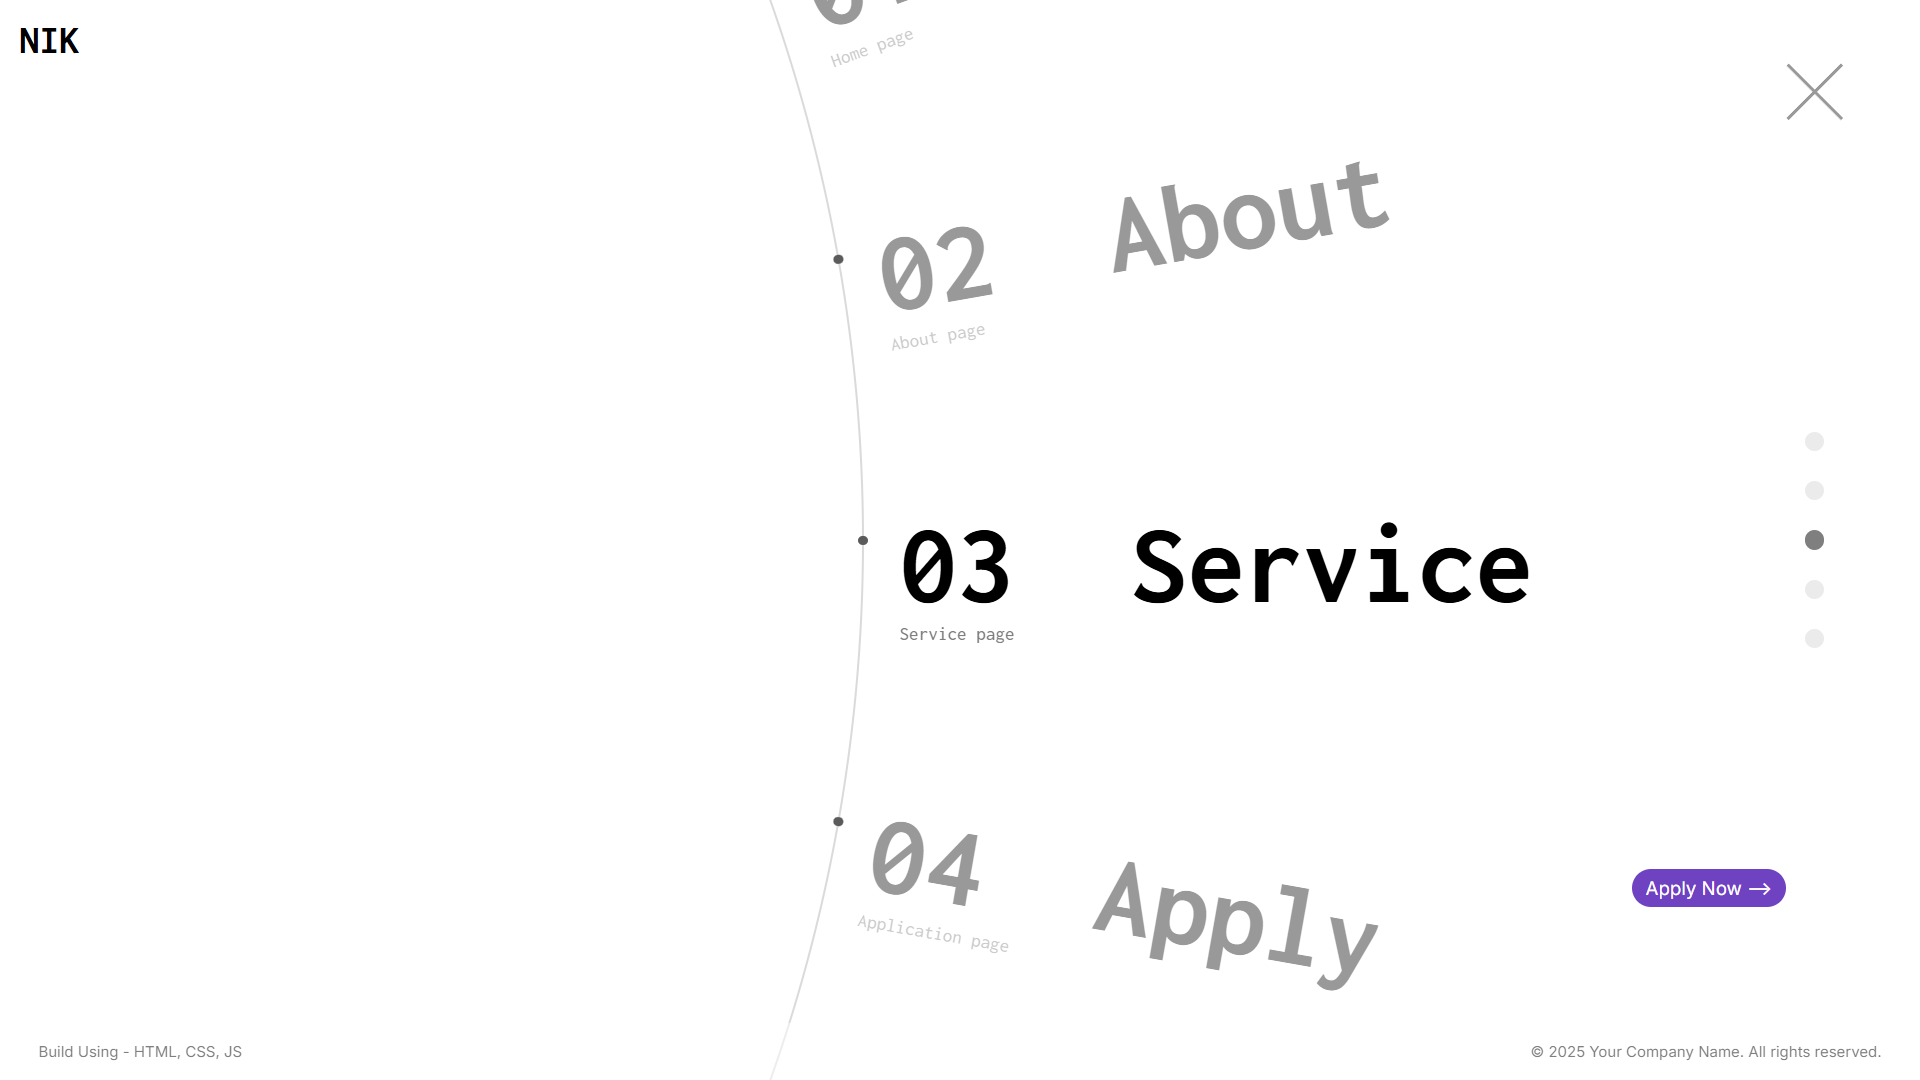 NIK
Home page
02 About
About page
03 Service
Service page
04 Apply
Application page
Apply Now →
Build Using - HTML, CSS, JS
© 2025 Your Company Name. All rights reserved.